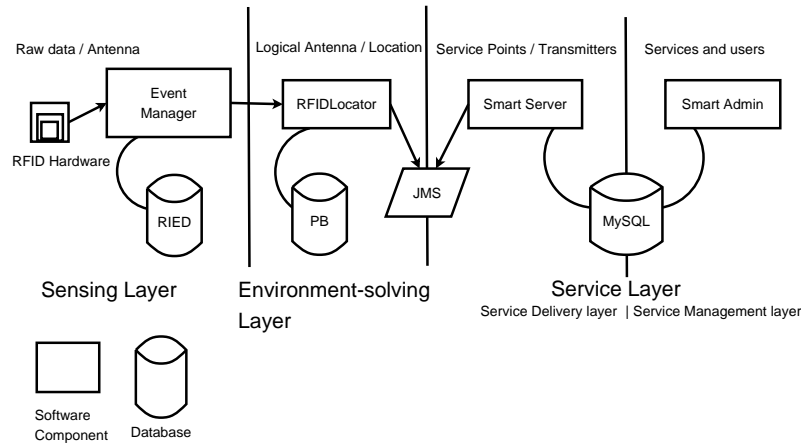 Raw data / Antenna
Logical Antenna / Location
Service Points / Transmitters
Services and users
Event
Manager
RFIDLocator
Smart Server
Smart Admin
RFID Hardware
RIED
PB
JMS
MySQL
Sensing Layer
Environment-solving
Layer
Service Layer
Service Delivery layer | Service Management layer
Software
Component
Database